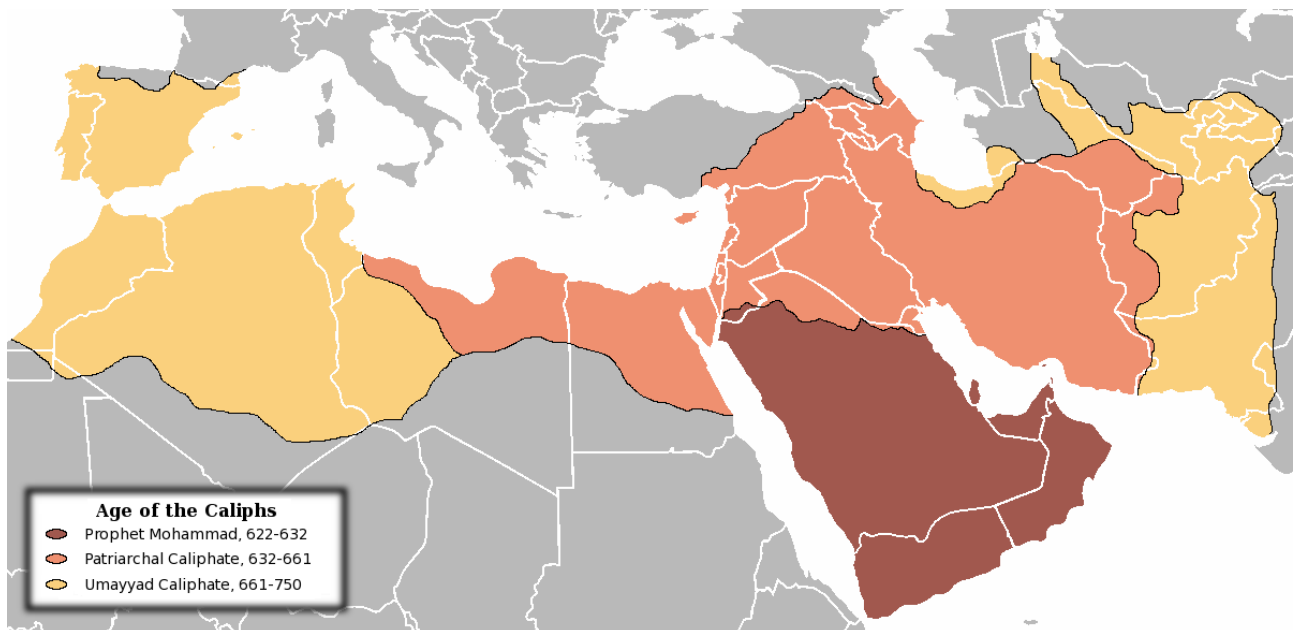 Age of the Caliphs
Prophet Mohammad, 622-632
Patriarchal Caliphate, 632-661
Umayyad Caliphate, 661-750